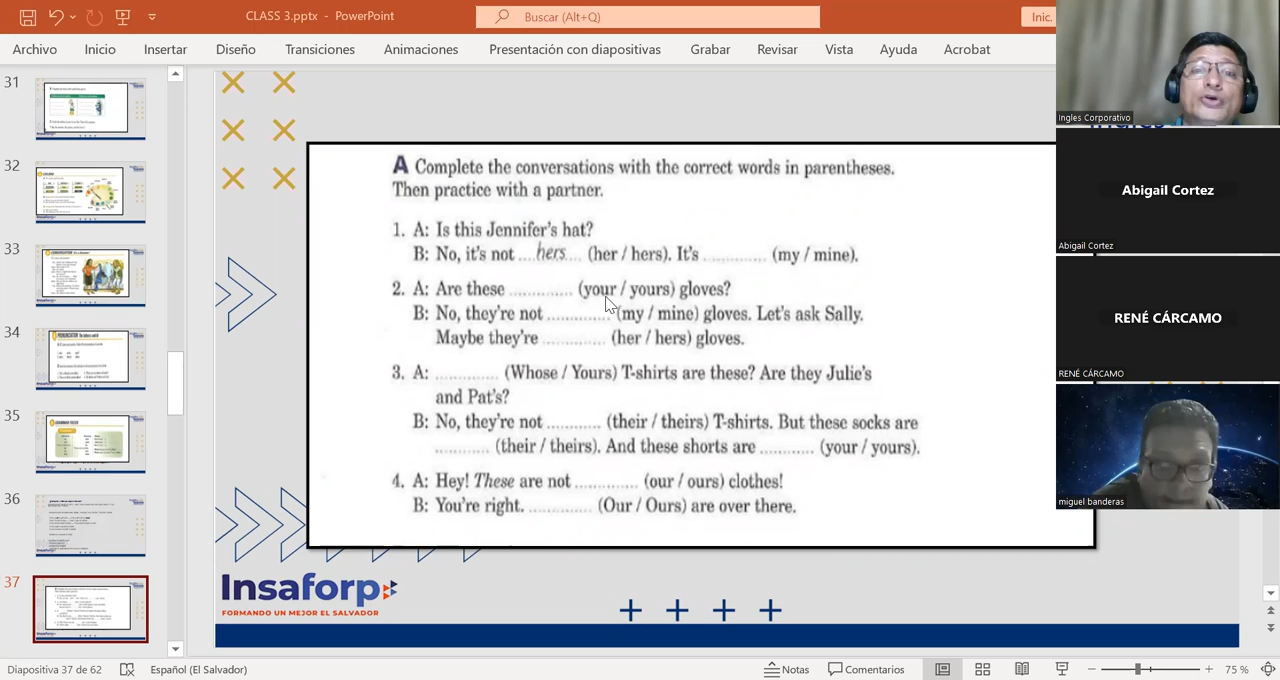 CLASS 3.pptx - PowerPoint
Buscar (Alt+Q)
Inic.
Archivo Inicio Insertar Diseño Transiciones Animaciones Presentación con diapositivas Grabar Revisar Vista Ayuda Acrobat
31
32
33
34
35
36
37
A Complete the conversations with the correct words in parentheses.
Then practice with a partner.
1. A: Is this Jennifer's hat?
B: No, it's not ...hers... (her / hers). It's ............. (my / mine).
2. A: Are these ............. (your / yours) gloves?
B: No, they're not ............. (my / mine) gloves. Let's ask Sally.
Maybe they're ............. (her / hers) gloves.
3. A: ............. (Whose / Yours) T-shirts are these? Are they Julie's
and Pat's?
B: No, they're not ............ (their / theirs) T-shirts. But these socks are
............ (their / theirs). And these shorts are ............ (your / yours).
4. A: Hey! These are not ............. (our / ours) clothes!
B: You're right. ............. (Our / Ours) are over there.
Insaforp
FORMANDO UN MEJOR EL SALVADOR
Ingles Corporativo
Abigail Cortez
Abigail Cortez
RENÉ CÁRCAMO
RENÉ CÁRCAMO
miguel banderas
Diapositiva 37 de 62 Español (El Salvador) Notas Comentarios 75 %